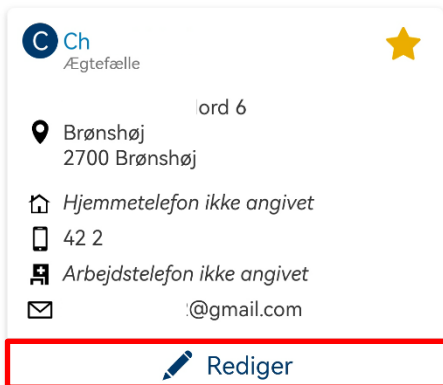 C Ch
Ægtefælle
ord 6
Brønshøj
2700 Brønshøj
Hjemmetelefon ikke angivet
42 2
Arbejdstelefon ikke angivet
@gmail.com
Rediger